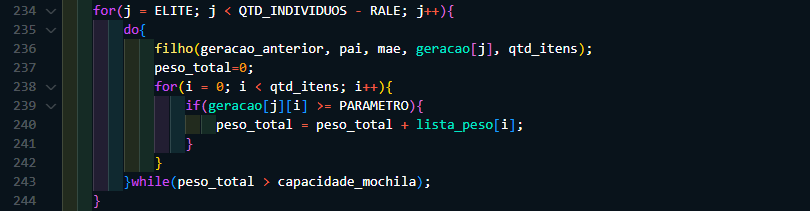 234 for(j = ELITE; j < QTD_INDIVIDUOS - RALE; j++){
235 do{
236 filho(geracao_anterior, pai, mae, geracao[j], qtd_itens);
237 peso_total=0;
238 for(i = 0; i < qtd_itens; i++){
239 if(geracao[j][i] >= PARAMETRO){
240 peso_total = peso_total + lista_peso[i];
241 }
242 }
243 }while(peso_total > capacidade_mochila);
244 }